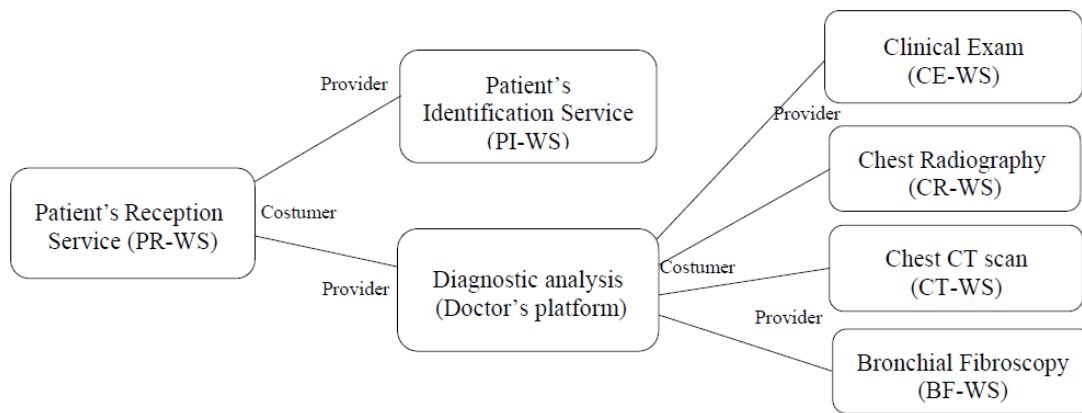 Clinical Exam
(CE-WS)
Provider
Patient's
Identification Service
(PI-WS)
Provider
Chest Radiography
(CR-WS)
Patient's Reception
Service (PR-WS)
Costumer
Provider
Diagnostic analysis
(Doctor's platform)
Costumer
Chest CT scan
(CT-WS)
Provider
Bronchial Fibroscopy
(BF-WS)